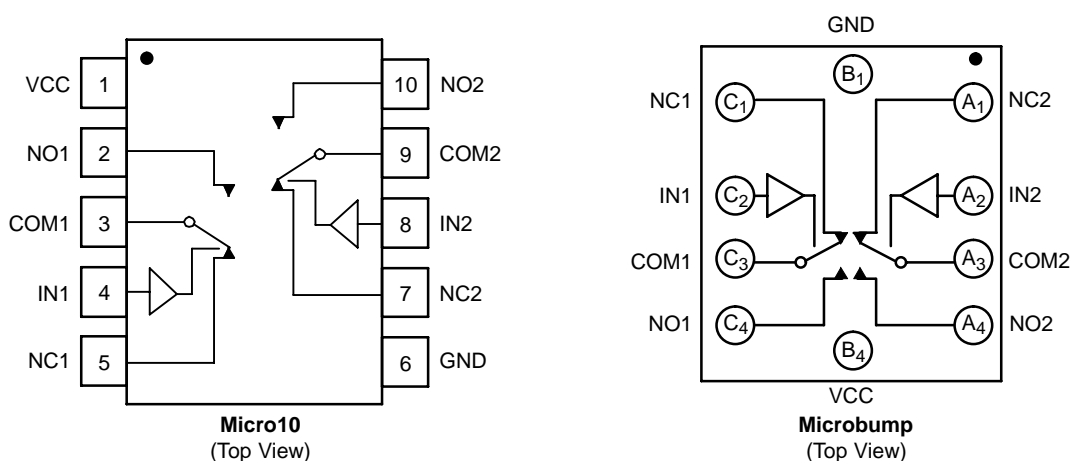 VCC 1 10 NO2
NO1 2 9 COM2
COM1 3 8 IN2
IN1 4 7 NC2
NC1 5 6 GND
Micro10
(Top View)
GND
B1
NC1 C1 A1 NC2
IN1 C2 A2 IN2
COM1 C3 A3 COM2
NO1 C4 A4 NO2
B4
VCC
Microbump
(Top View)